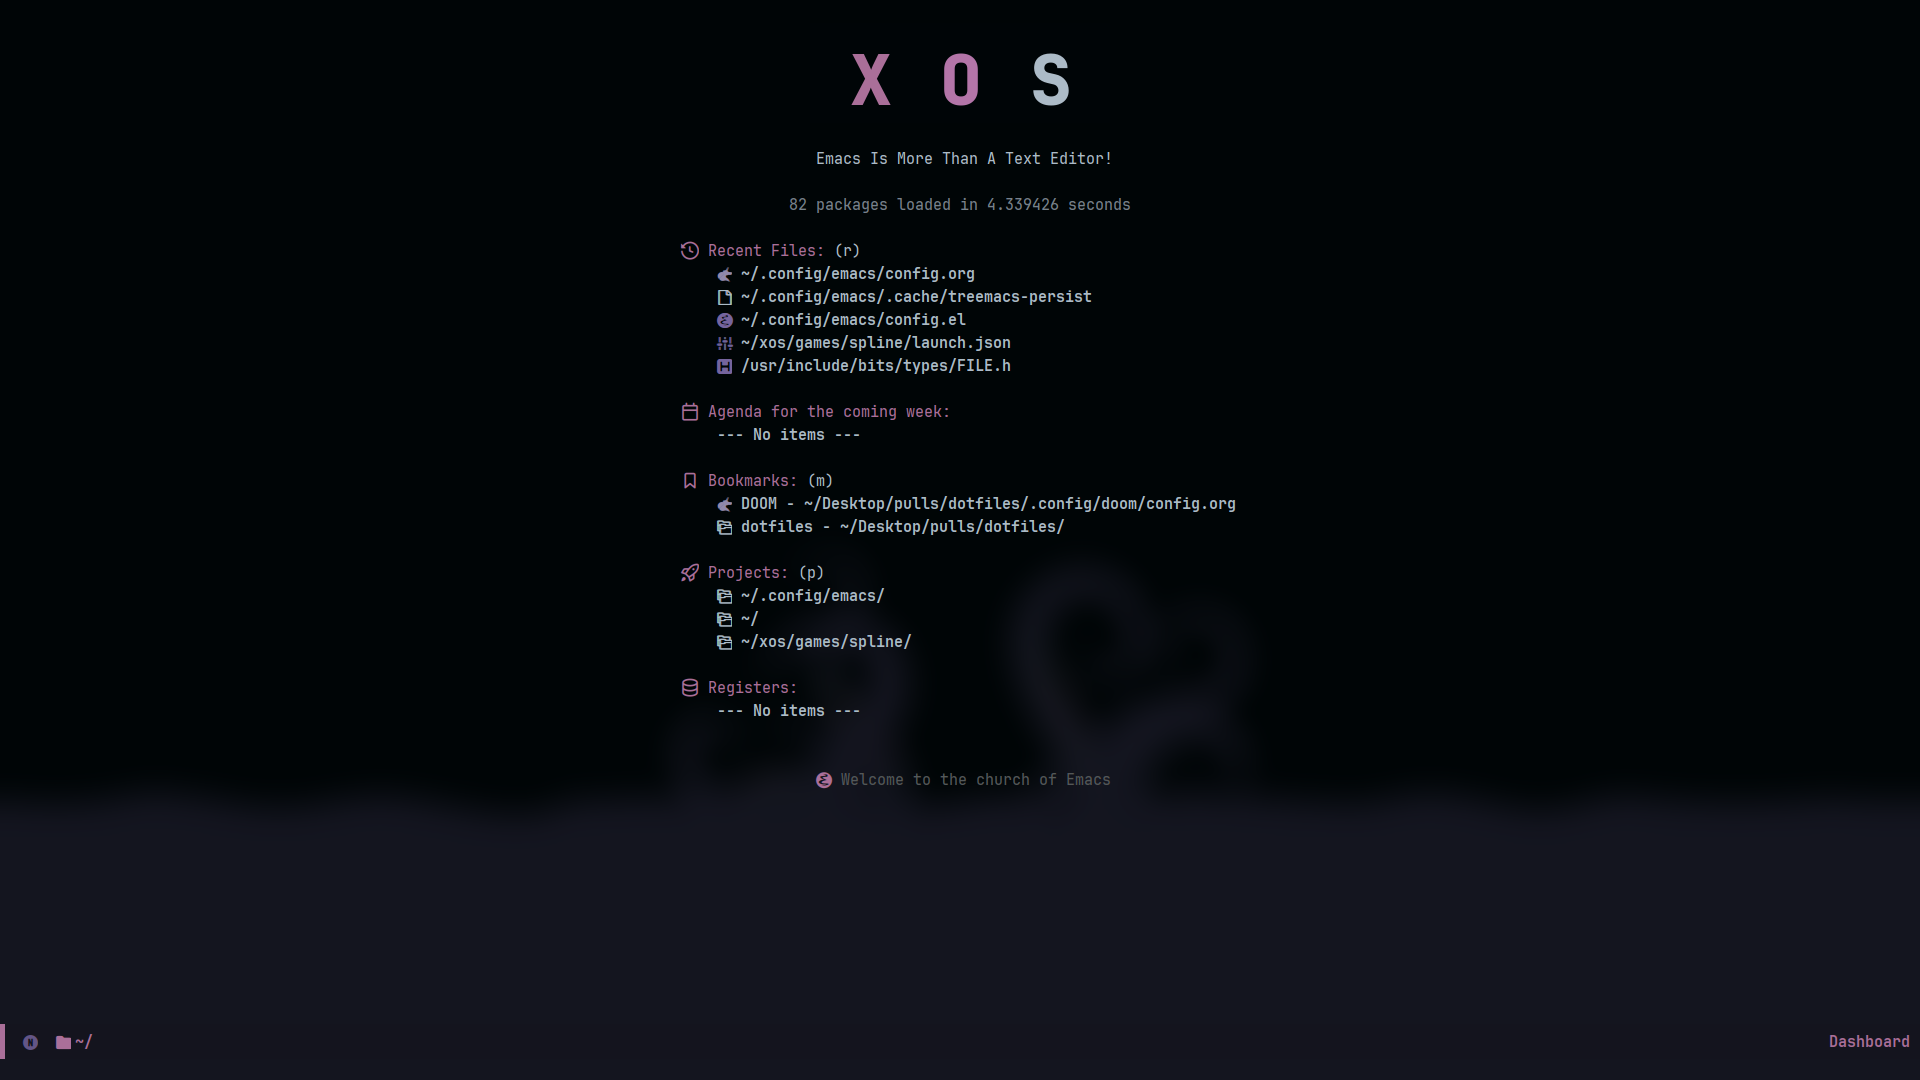 X O S
Emacs Is More Than A Text Editor!
82 packages loaded in 4.339426 seconds
Recent Files: (r)
~/.config/emacs/config.org
~/.config/emacs/.cache/treemacs-persist
~/.config/emacs/config.el
~/xos/games/spline/launch.json
/usr/include/bits/types/FILE.h
Agenda for the coming week:
--- No items ---
Bookmarks: (m)
DOOM - ~/Desktop/pulls/dotfiles/.config/doom/config.org
dotfiles - ~/Desktop/pulls/dotfiles/
Projects: (p)
~/.config/emacs/
~/
~/xos/games/spline/
Registers:
--- No items ---
Welcome to the church of Emacs
N ~/ Dashboard